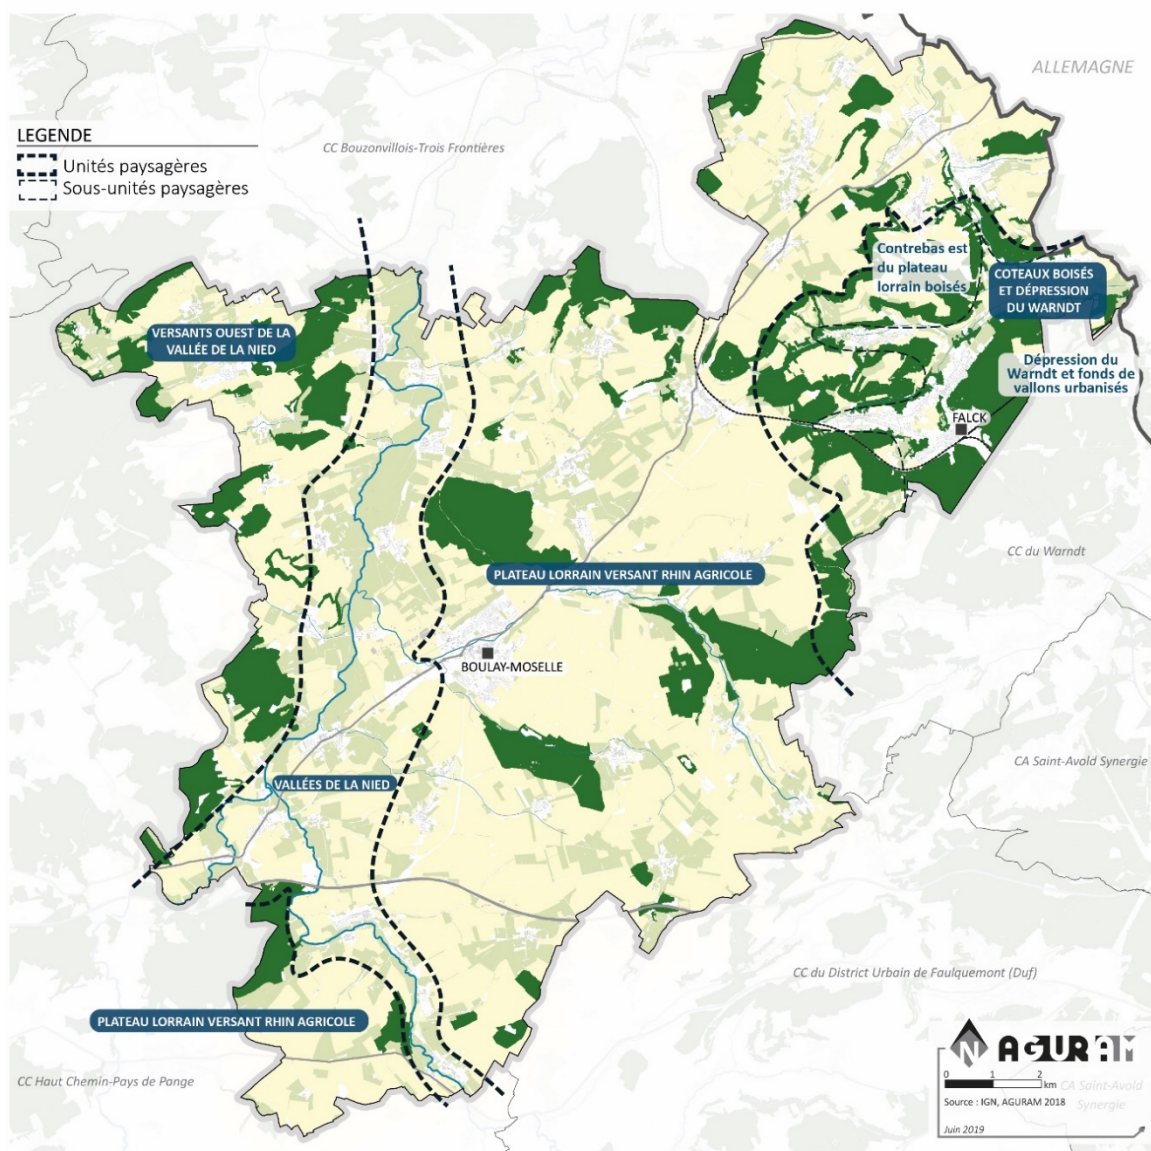 ALLEMAGNE
LEGENDE
Unités paysagères
Sous-unités paysagères
CC Bouzonvillois-Trois Frontières
Contrebas est
du plateau
lorrain boisés
COTEAUX BOISÉS
ET DÉPRESSION
DU WARNDT
VERSANTS OUEST DE LA
VALLÉE DE LA NIED
Dépression du
Warndt et fonds de
vallons urbanisés
FALCK
CC du Warndt
PLATEAU LORRAIN VERSANT RHIN AGRICOLE
BOULAY-MOSELLE
CA Saint-Avold Synergie
VALLÉES DE LA NIED
CC du District Urbain de Faulquemont (Duf)
PLATEAU LORRAIN VERSANT RHIN AGRICOLE
CC Haut Chemin-Pays de Pange
N AGURAM
0 1 2
km
CA Saint-Avold
Synergie
Source : IGN, AGURAM 2018
Juin 2019